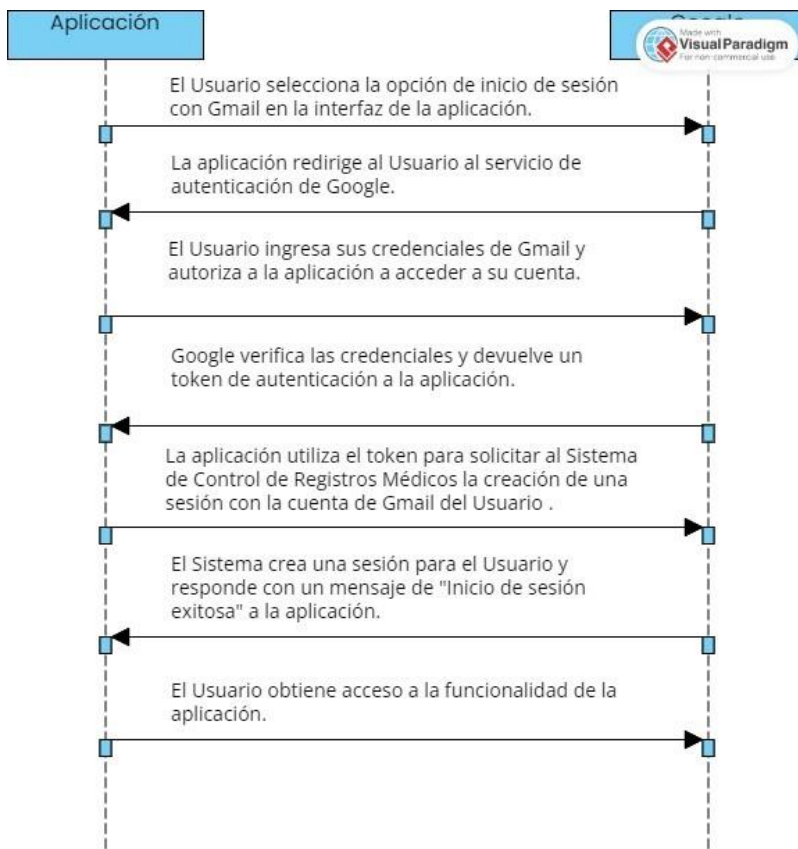 Aplicación
Made with
Visual Paradigm
For non-commercial use
El Usuario selecciona la opción de inicio de sesión
con Gmail en la interfaz de la aplicación.
La aplicación redirige al Usuario al servicio de
autenticación de Google.
El Usuario ingresa sus credenciales de Gmail y
autoriza a la aplicación a acceder a su cuenta.
Google verifica las credenciales y devuelve un
token de autenticación a la aplicación.
La aplicación utiliza el token para solicitar al Sistema
de Control de Registros Médicos la creación de una
sesión con la cuenta de Gmail del Usuario .
El Sistema crea una sesión para el Usuario y
responde con un mensaje de "Inicio de sesión
exitosa" a la aplicación.
El Usuario obtiene acceso a la funcionalidad de la
aplicación.